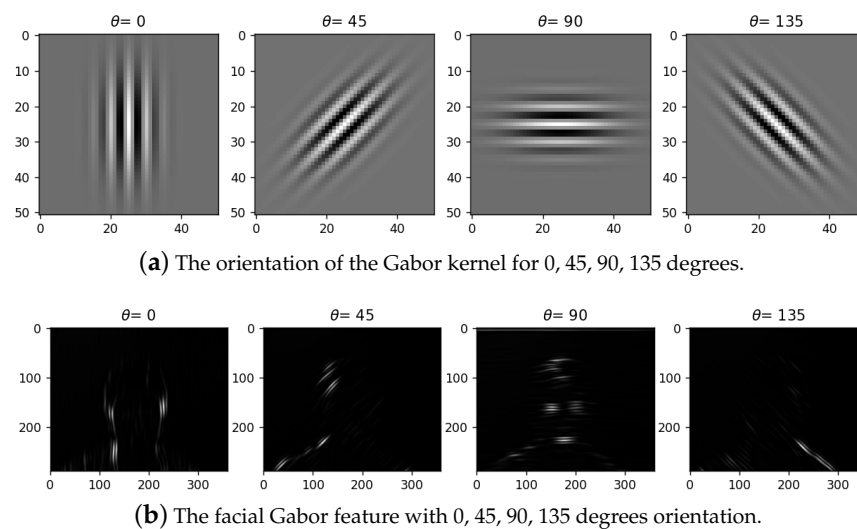 θ= 0 θ= 45 θ= 90 θ= 135
0 0 0 0
10 10 10 10
20 20 20 20
30 30 30 30
40 40 40 40
50 50 50 50
0 20 40 0 20 40 0 20 40 0 20 40
(a) The orientation of the Gabor kernel for 0, 45, 90, 135 degrees.
θ= 0 θ= 45 θ= 90 θ= 135
0 0 0 0
100 100 100 100
200 200 200 200
0 100 200 300 0 100 200 300 0 100 200 300 0 100 200 300
(b) The facial Gabor feature with 0, 45, 90, 135 degrees orientation.